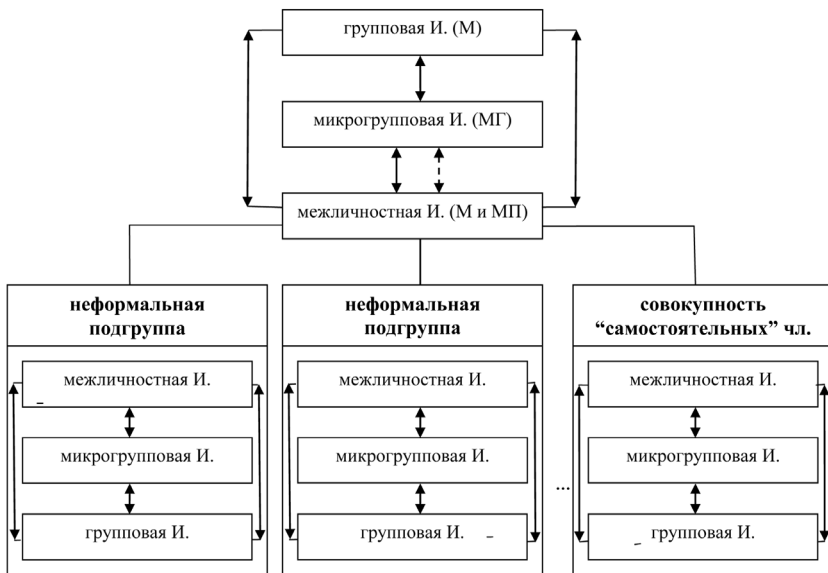 групповая И. (М)
микрогрупповая И. (МГ)
межличностная И. (М и МП)
неформальная
подгруппа
межличностная И.
микрогрупповая И.
групповая И.
неформальная
подгруппа
межличностная И.
микрогрупповая И.
групповая И.
...
совокупность
“самостоятельных” чл.
межличностная И.
микрогрупповая И.
групповая И.